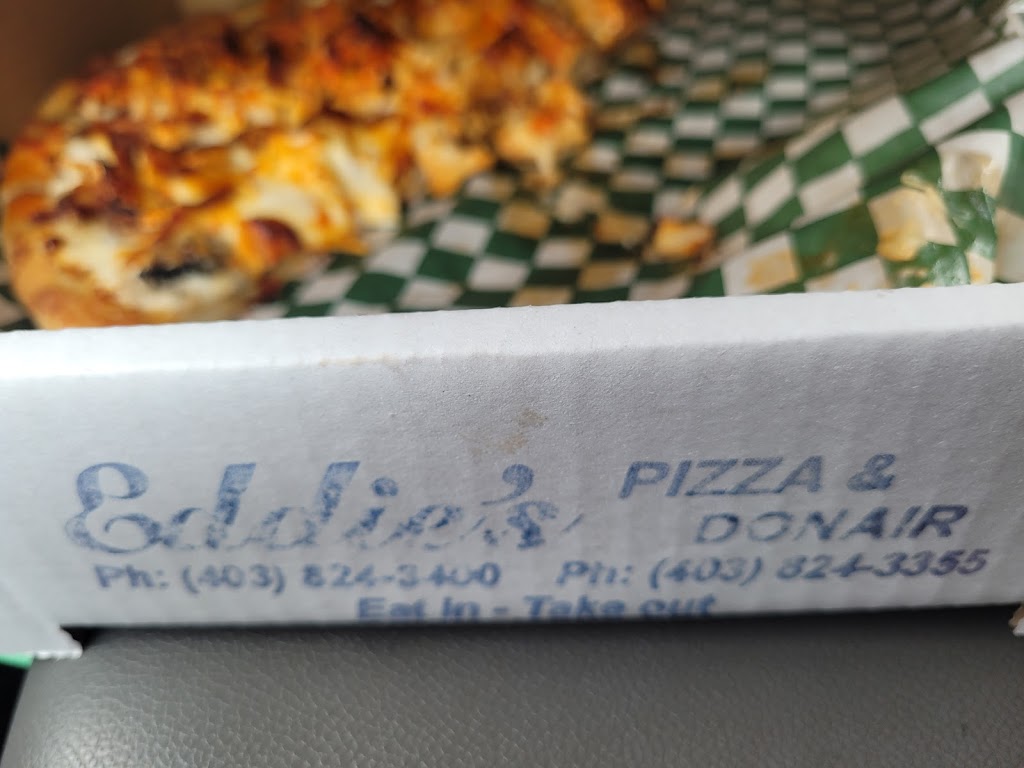 Eddie's PIZZA &
DONAIR
Ph: (403) 824-3400 Ph: (403) 824-3355
Eat In - Take out